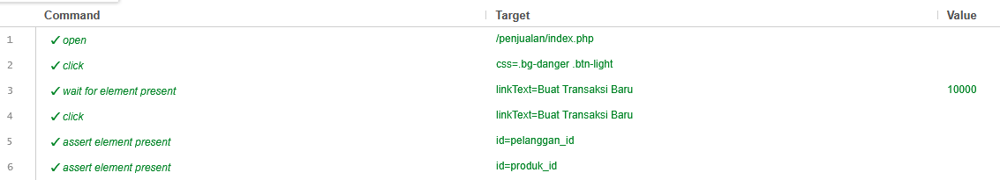 Command Target Value
1 ✓ open /penjualan/index.php
2 ✓ click css=.bg-danger .btn-light
3 ✓ wait for element present linkText=Buat Transaksi Baru 10000
4 ✓ click linkText=Buat Transaksi Baru
5 ✓ assert element present id=pelanggan_id
6 ✓ assert element present id=produk_id